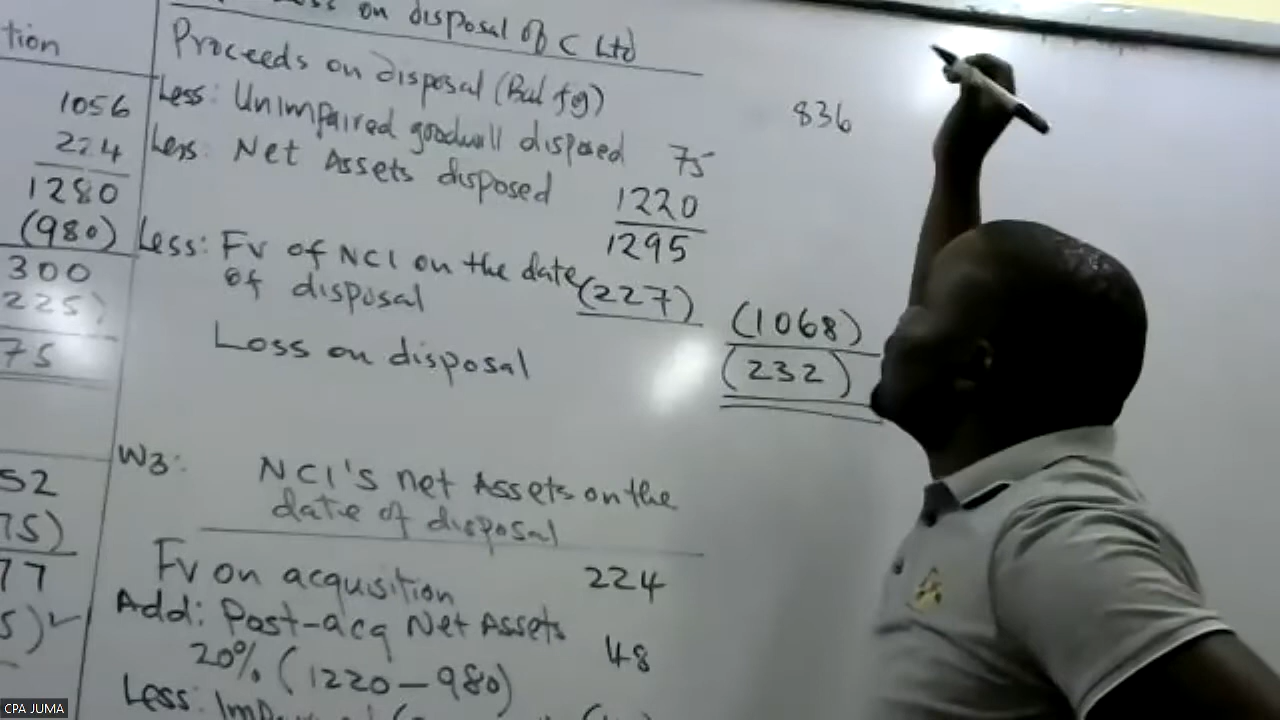 on disposal of C Ltd
Proceeds on disposal (Bal fig) 836
Less: Unimpaired goodwill disposed 75
Less: Net Assets disposed 1220
1295
Less: FV of NCI on the date
of disposal (227) (1068)
Loss on disposal (232)
tion
1056
224
1280
(980)
300
225)
75
W3: NCI's net Assets on the
date of disposal
FV on acquisition 224
Add: Post-acq Net Assets
20% (1220 – 980) 48
Less:
52
75)
77
5)
CPA JUMA